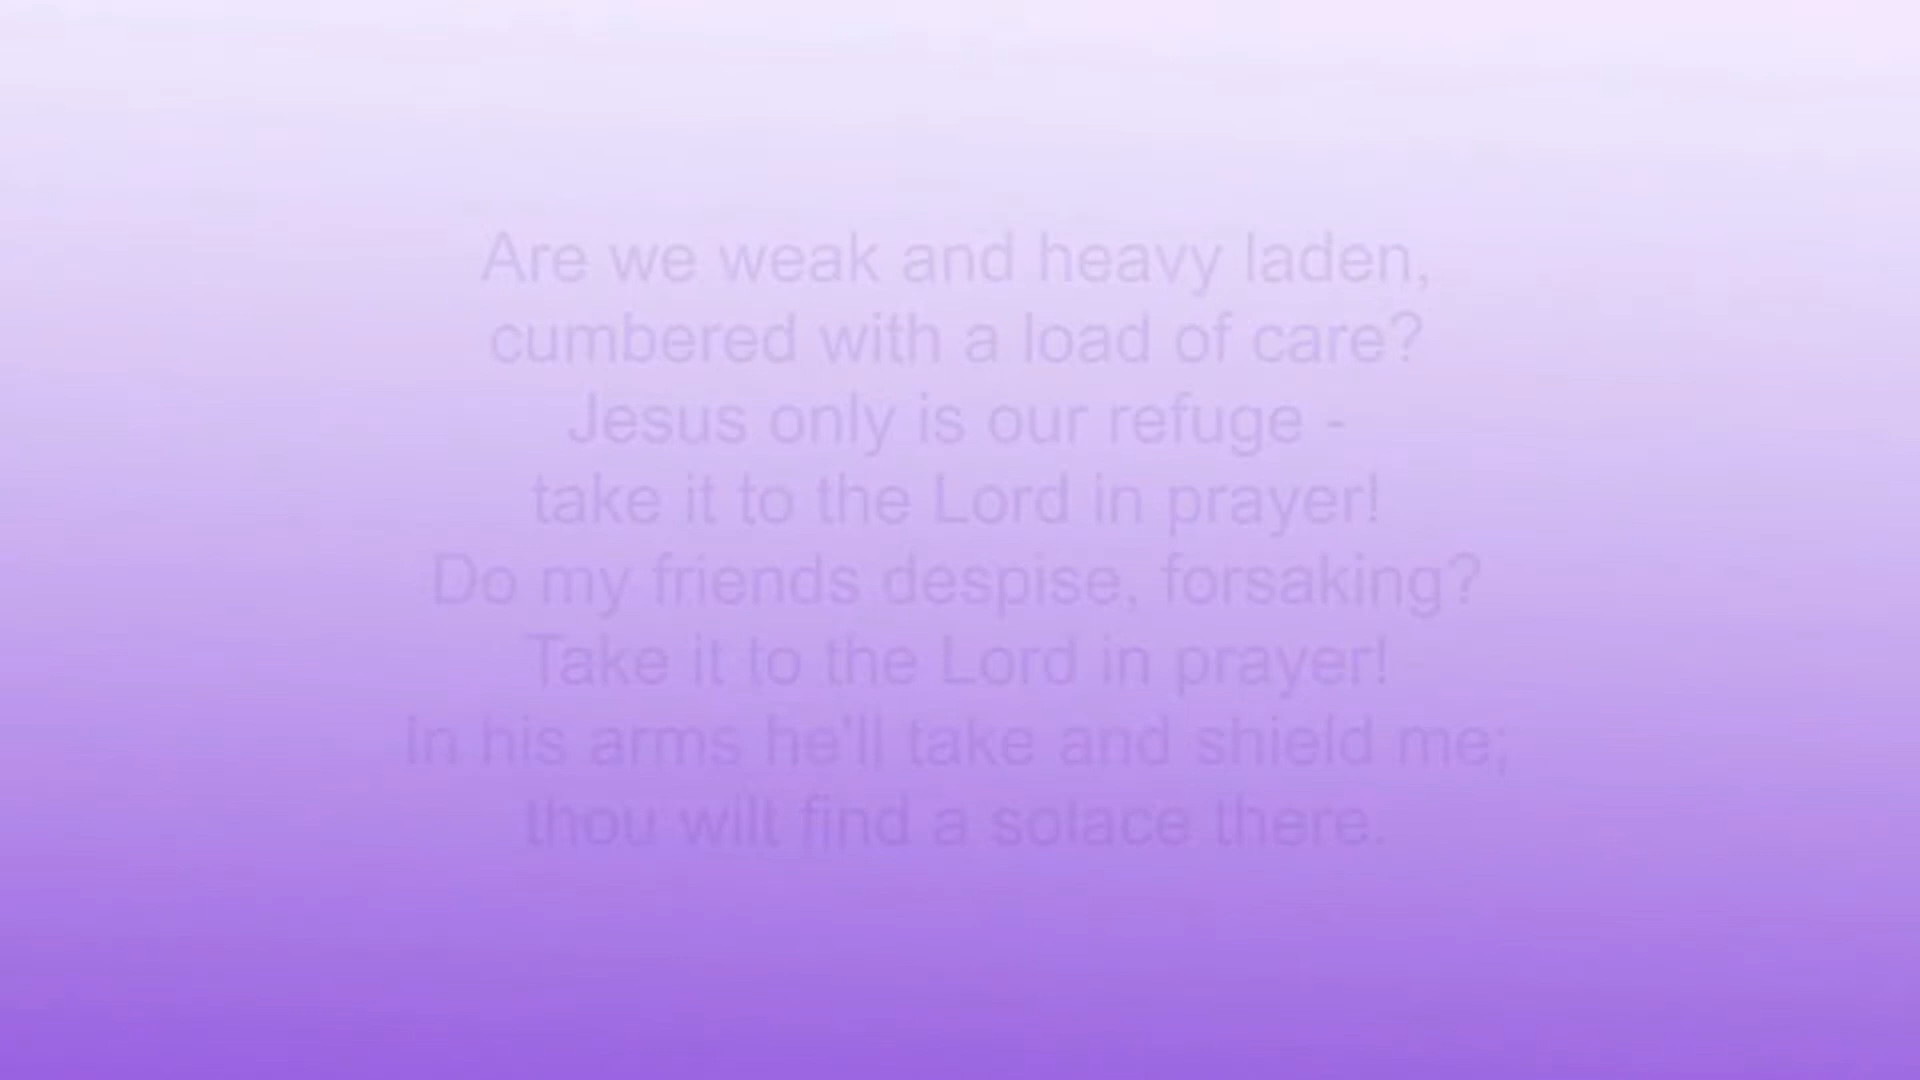 Are we weak and heavy laden,
cumbered with a load of care?
Jesus only is our refuge -
take it to the Lord in prayer!
Do my friends despise, forsaking?
Take it to the Lord in prayer!
In his arms he'll take and shield me;
thou wilt find a solace there.